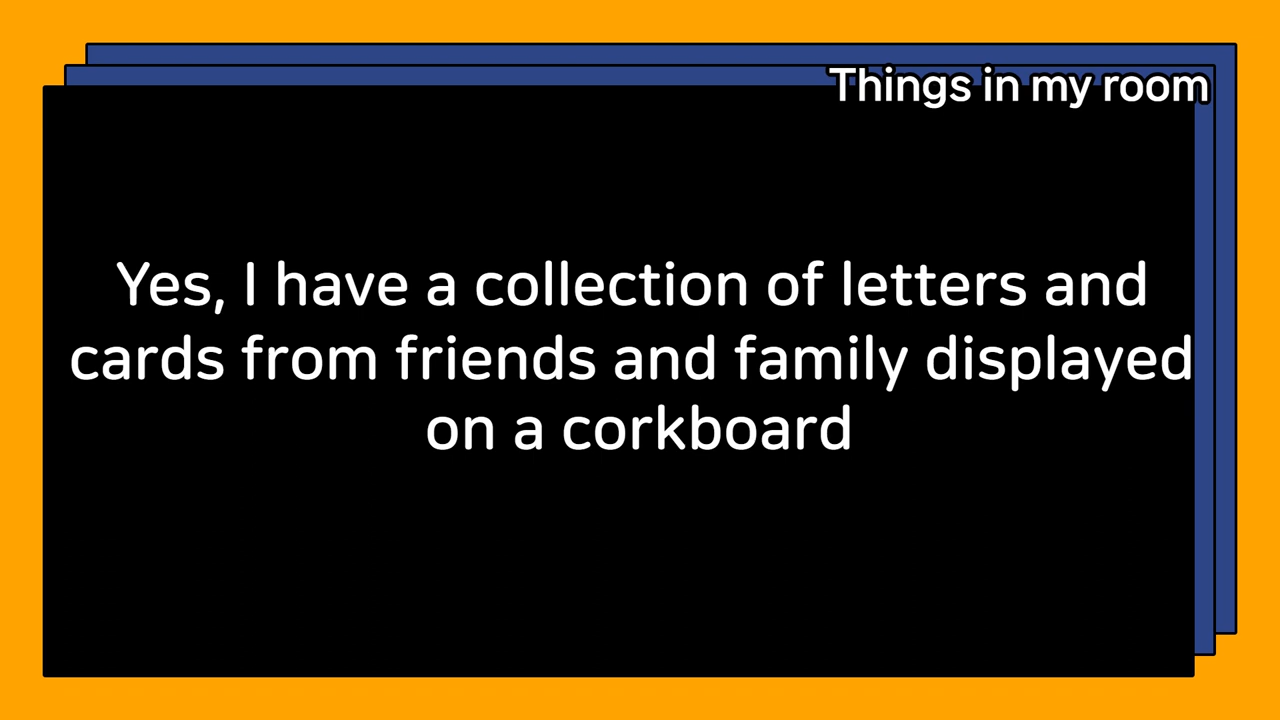 Things in my room
Yes, I have a collection of letters and
cards from friends and family displayed
on a corkboard